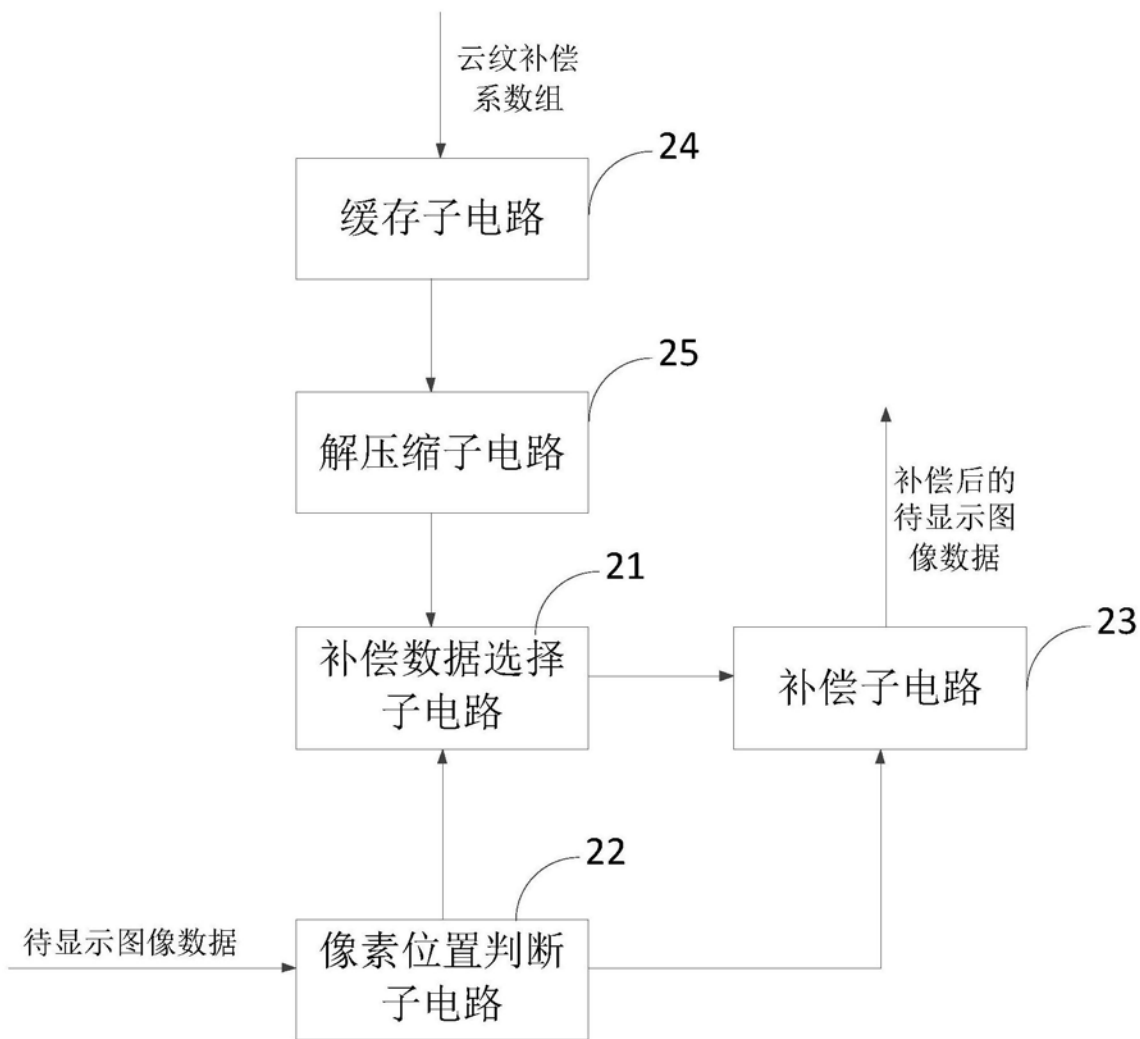 云纹补偿
系数组
24
缓存子电路
25
解压缩子电路
补偿后的
待显示图
像数据
21
补偿数据选择
子电路
23
补偿子电路
22
待显示图像数据
像素位置判断
子电路